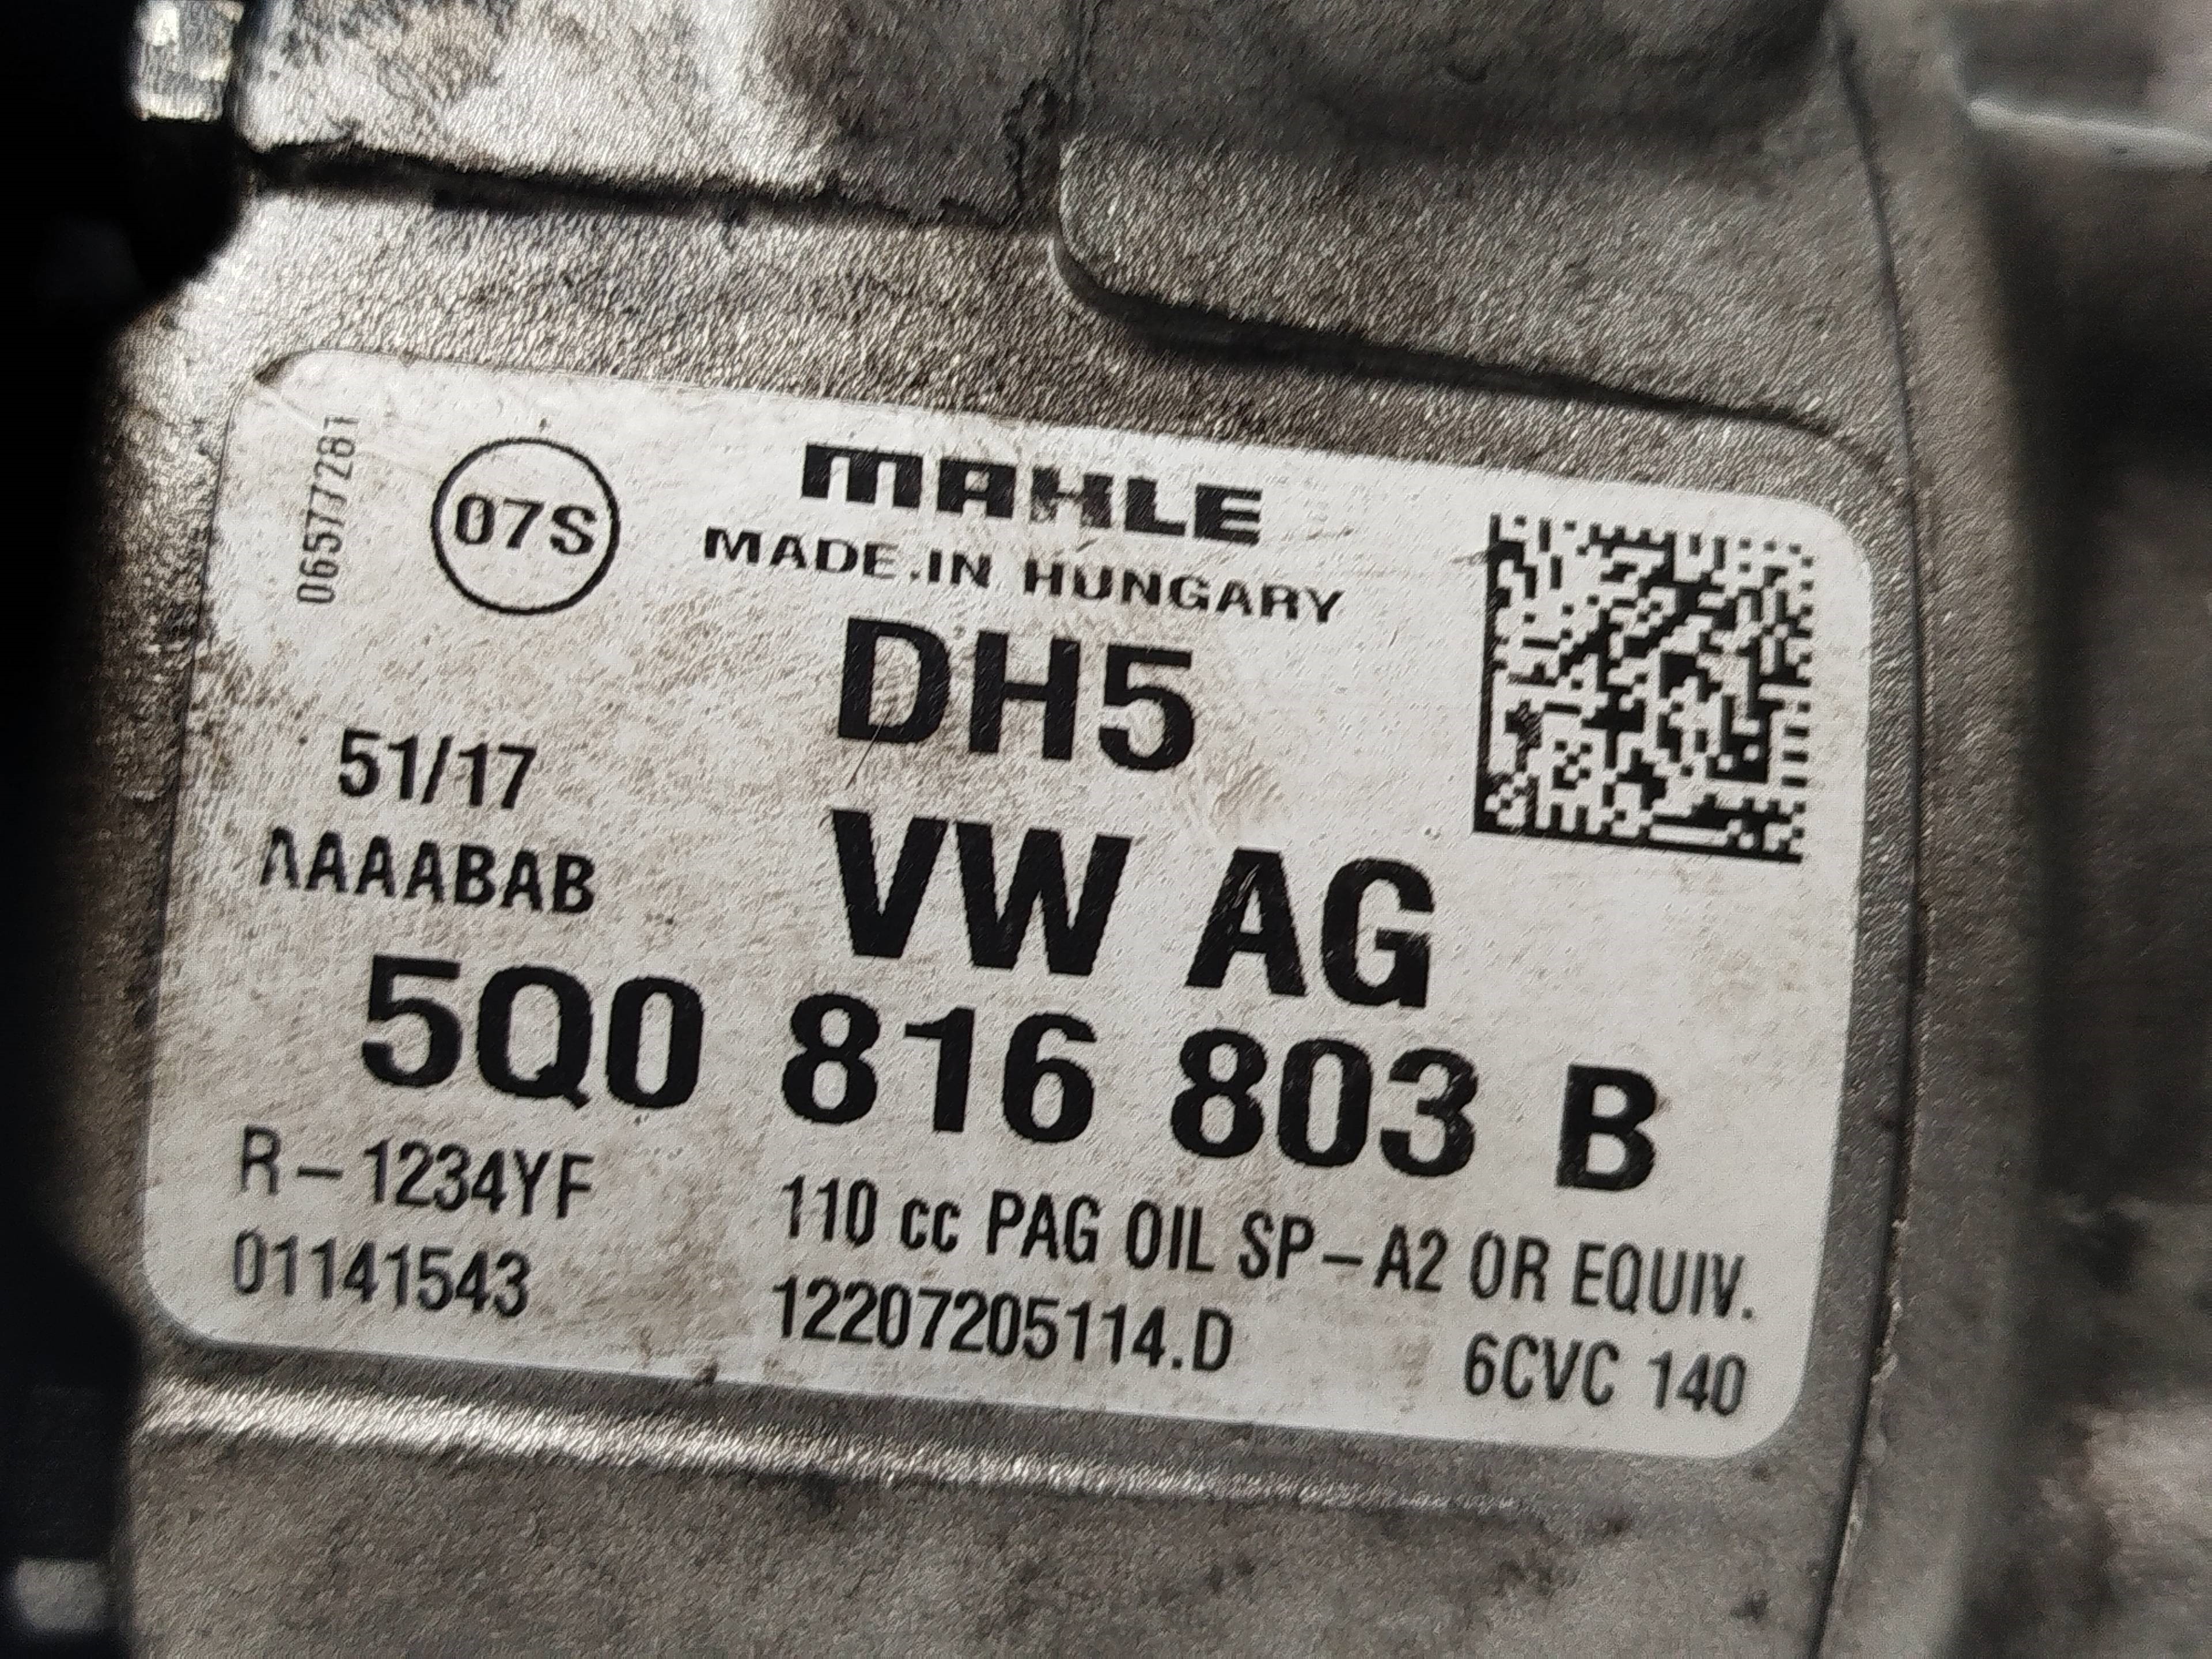 06577281
07S
MAHLE
MADE IN HUNGARY
DH5
51/17
AAAABAB
VW AG
5Q0 816 803 B
R-1234YF
110 cc PAG OIL SP-A2 OR EQUIV.
01141543
12207205114.D
6CVC 140